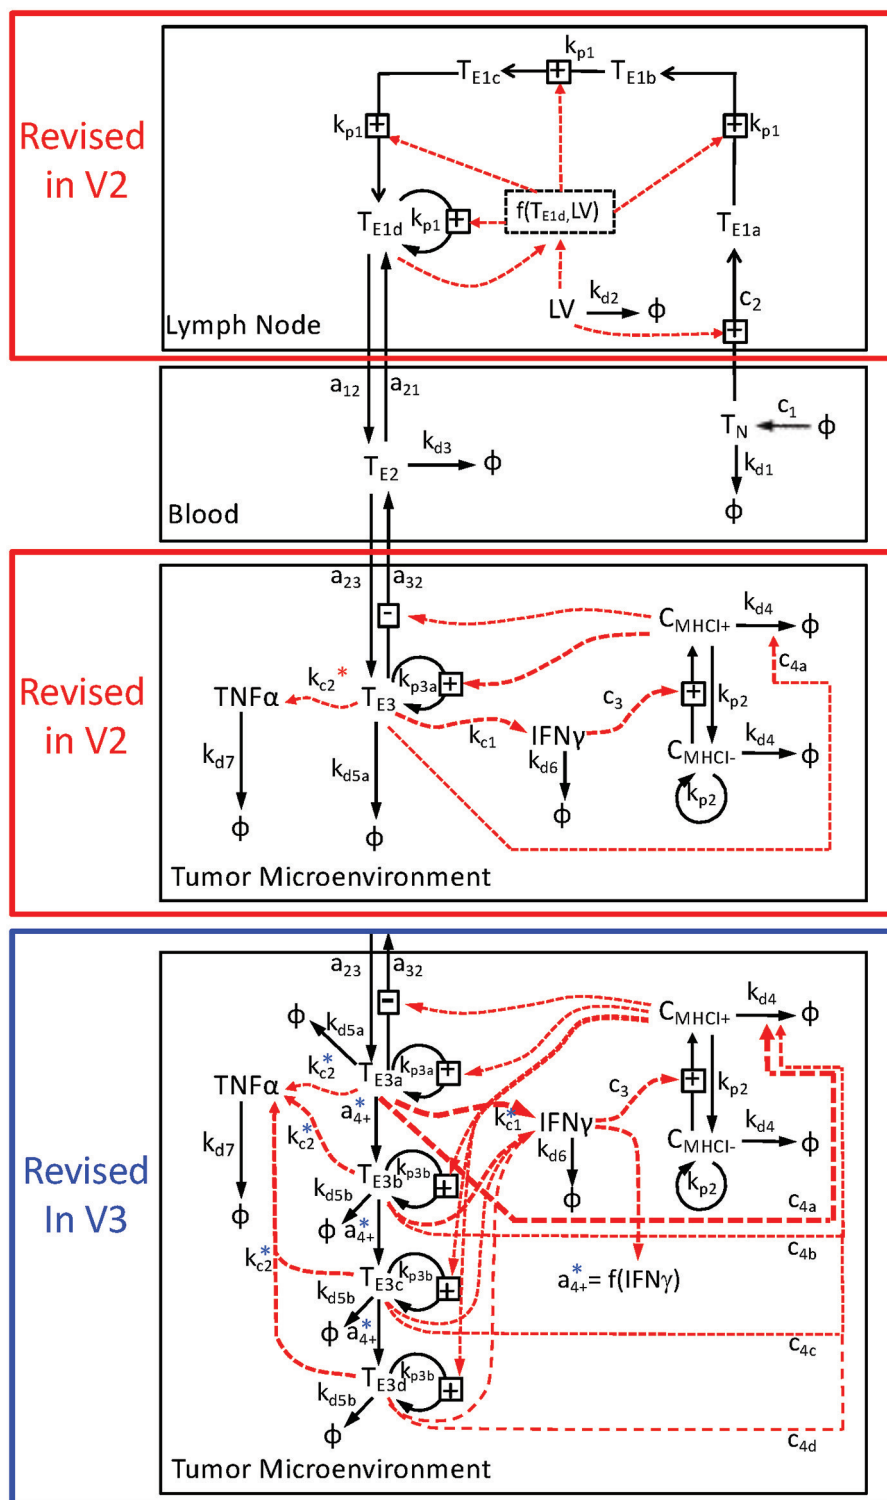 Revised
in V2
k_p1
T_E1c
T_E1b
+
k_p1
+
+
k_p1
T_E1d
k_p1
+
f(T_E1d,LV)
T_E1a
LV
k_d2
ϕ
c_2
+
Lymph Node
a_12
a_21
T_N
c_1
ϕ
T_E2
k_d3
ϕ
k_d1
ϕ
Blood
Revised
in V2
a_23
a_32
-
C_MHCI+
k_d4
ϕ
c_4a
TNFα
k_c2*
T_E3
k_p3a
+
c_3
+
k_p2
k_c1
IFNγ
C_MHCI-
k_d4
ϕ
k_d7
k_d5a
k_d6
k_p2
ϕ
ϕ
ϕ
Tumor Microenvironment
Revised
In V3
a_23
a_32
-
C_MHCI+
k_d4
ϕ
ϕ
k_d5a
TNFα
k_c2*
T_E3a
k_p3a
+
c_3
+
k_p2
a_4+*
k_c1*
IFNγ
C_MHCI-
k_d4
ϕ
k_d7
k_c2*
k_d6
k_p2
T_E3b
k_p3b
+
ϕ
ϕ
k_d5b
ϕ
a_4+*
c_4a
c_4b
k_c2*
T_E3c
k_p3b
+
a_4+*= f(IFNγ)
k_d5b
ϕ
a_4+*
c_4c
T_E3d
k_p3b
+
k_d5b
ϕ
c_4d
Tumor Microenvironment